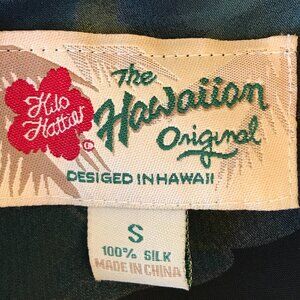 Hilo
Hattie
®
The
Hawaiian
Original
DESIGED IN HAWAII
S
100% SILK
MADE IN CHINA